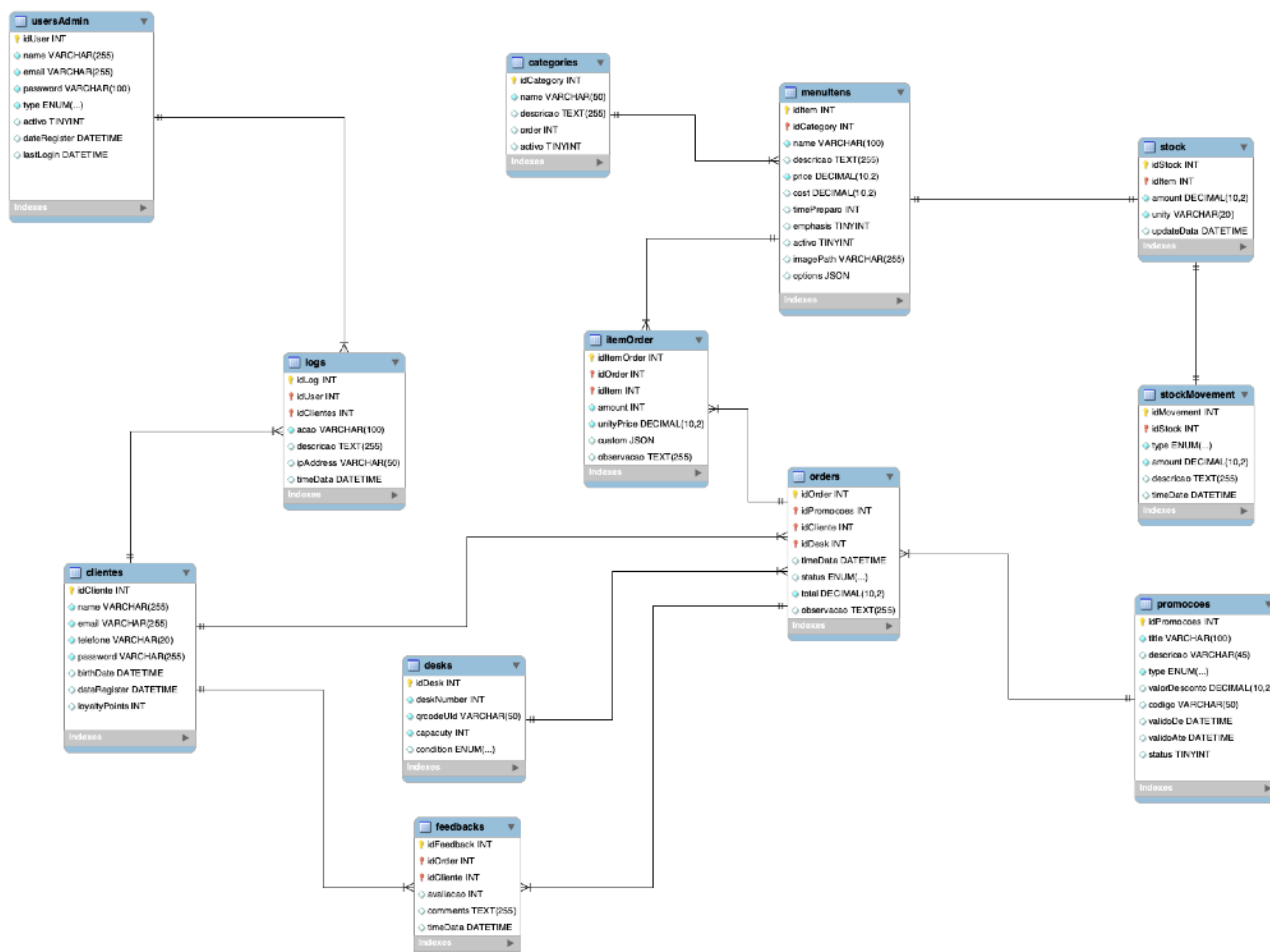 usersAdmin
idUser INT
name VARCHAR(255)
email VARCHAR(255)
password VARCHAR(100)
type ENUM(...)
activo TINYINT
dateRegister DATETIME
lastLogin DATETIME
Indexes
categories
idCategory INT
name VARCHAR(50)
descricao TEXT(255)
order INT
activo TINYINT
Indexes
menuItens
idItem INT
idCategory INT
name VARCHAR(100)
descricao TEXT(255)
price DECIMAL(10,2)
cost DECIMAL(10,2)
timePreparo INT
emphasis TINYINT
activo TINYINT
imagePath VARCHAR(255)
options JSON
Indexes
stock
idStock INT
idItem INT
amount DECIMAL(10,2)
unity VARCHAR(20)
updateData DATETIME
Indexes
logs
idLog INT
idUser INT
idClientes INT
acao VARCHAR(100)
descricao TEXT(255)
ipAddress VARCHAR(50)
timeData DATETIME
Indexes
itemOrder
idItemOrder INT
idOrder INT
idItem INT
amount INT
unityPrice DECIMAL(10,2)
custom JSON
observacao TEXT(255)
Indexes
stockMovement
idMovement INT
idStock INT
type ENUM(...)
amount DECIMAL(10,2)
descricao TEXT(255)
timeDate DATETIME
Indexes
orders
idOrder INT
idPromocoes INT
idCliente INT
idDesk INT
timeData DATETIME
status ENUM(...)
total DECIMAL(10,2)
observacao TEXT(255)
Indexes
clientes
idCliente INT
name VARCHAR(255)
email VARCHAR(255)
telefone VARCHAR(20)
password VARCHAR(255)
birthDate DATETIME
dateRegister DATETIME
loyaltyPoints INT
Indexes
promocoes
idPromocoes INT
title VARCHAR(100)
descricao VARCHAR(45)
type ENUM(...)
valorDesconto DECIMAL(10,2
codigo VARCHAR(50)
validoDe DATETIME
validoAte DATETIME
status TINYINT
Indexes
desks
idDesk INT
deskNumber INT
qrcodeUId VARCHAR(50)
capacuty INT
condition ENUM(...)
Indexes
feedbacks
idFeedback INT
idOrder INT
idCliente INT
avaliacao INT
comments TEXT(255)
timeData DATETIME
Indexes